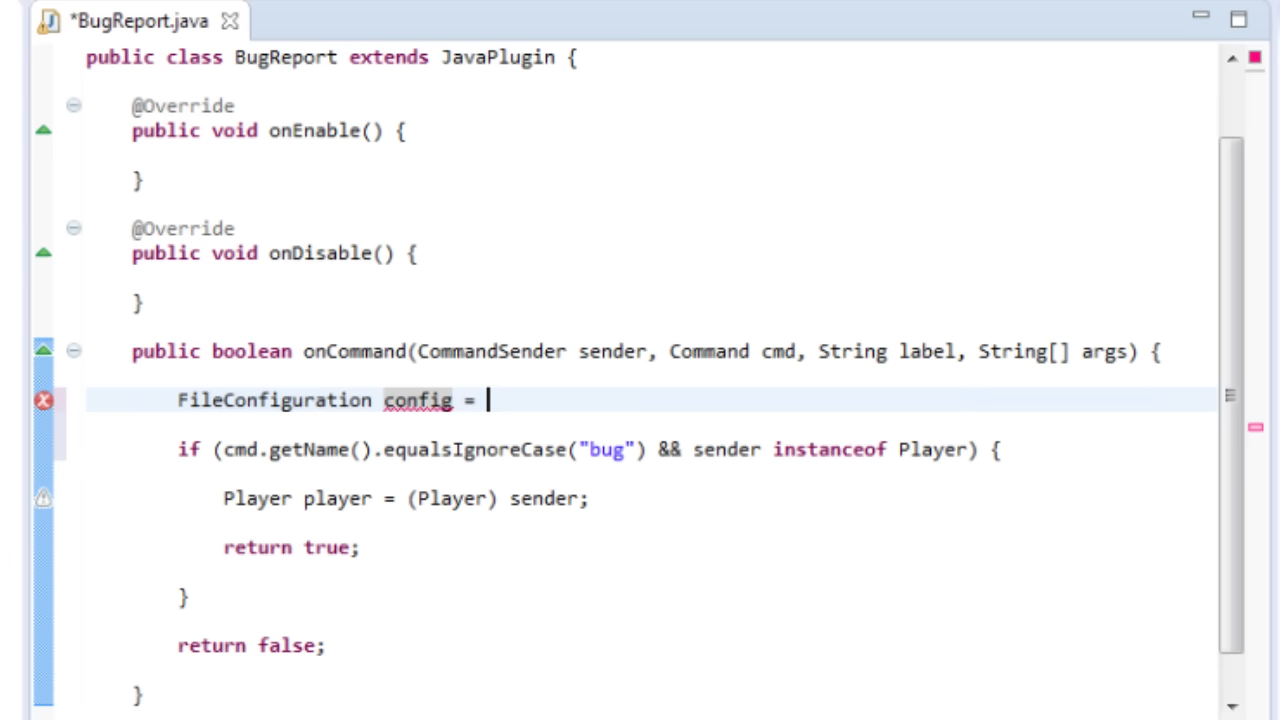 *BugReport.java
public class BugReport extends JavaPlugin {
@Override
public void onEnable() {
}
@Override
public void onDisable() {
}
public boolean onCommand(CommandSender sender, Command cmd, String label, String[] args) {
FileConfiguration config =
if (cmd.getName().equalsIgnoreCase("bug") && sender instanceof Player) {
Player player = (Player) sender;
return true;
}
return false;
}